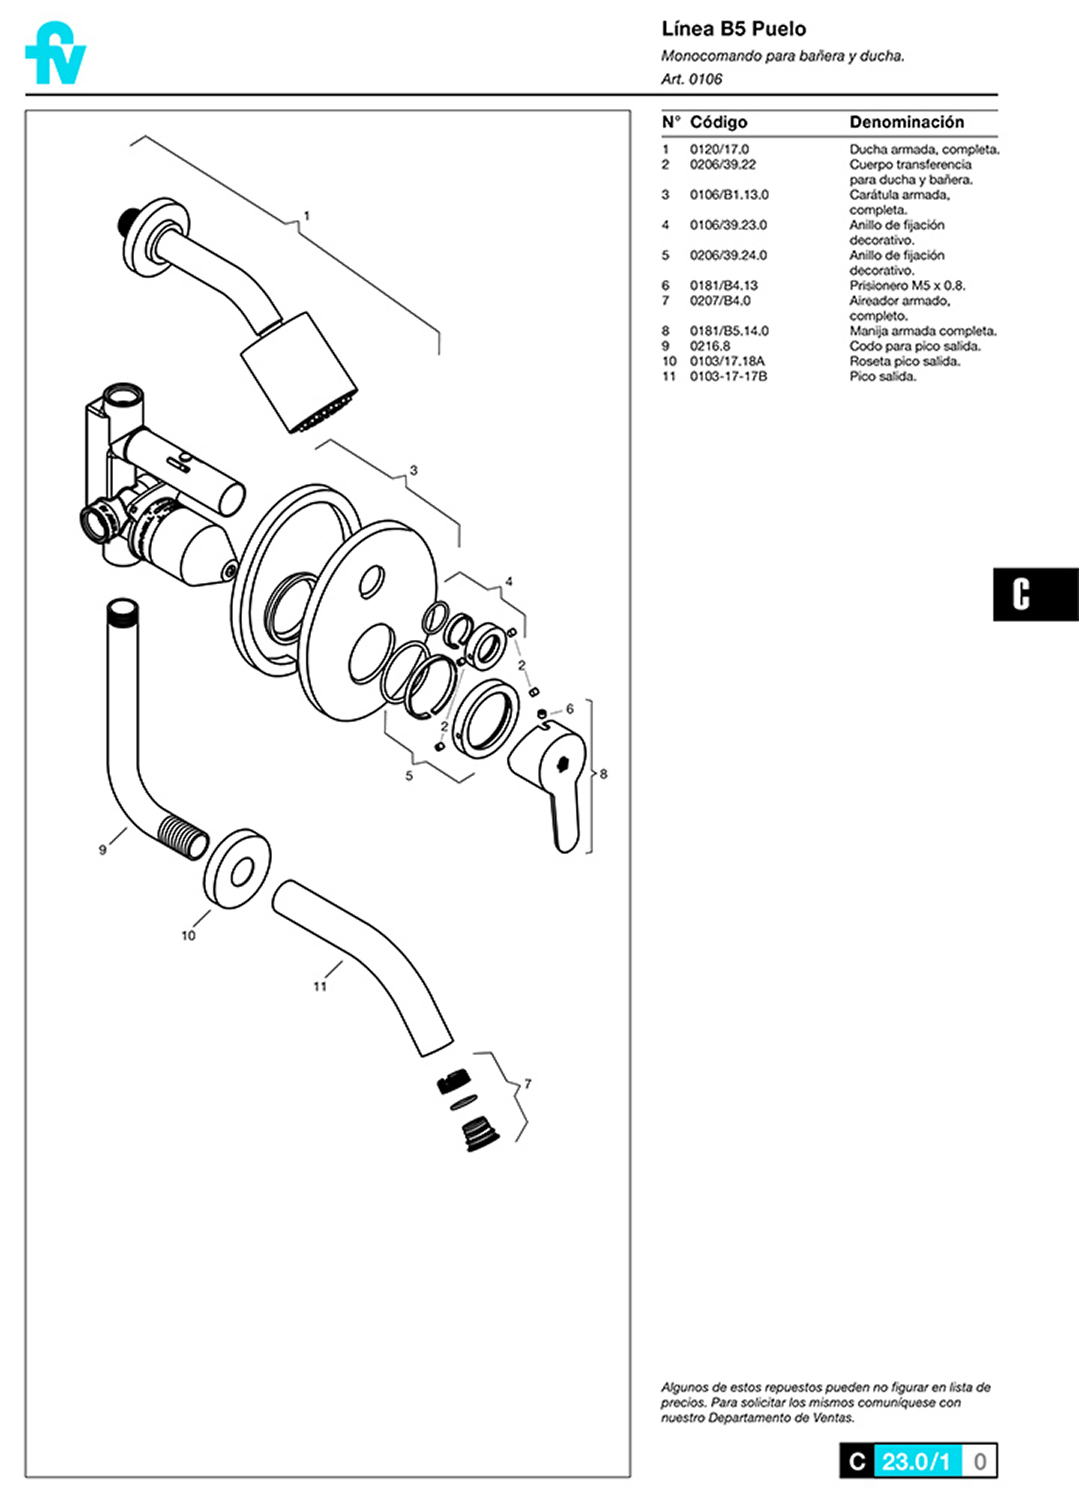 fv
Línea B5 Puelo
Monocomando para bañera y ducha.
Art. 0106
N° Código Denominación
1 0120/17.0 Ducha armada, completa.
2 0206/39.22 Cuerpo transferencia
para ducha y bañera.
3 0106/B1.13.0 Carátula armada,
completa.
4 0106/39.23.0 Anillo de fijación
decorativo.
5 0206/39.24.0 Anillo de fijación
decorativo.
6 0181/B4.13 Prisionero M5 x 0.8.
7 0207/B4.0 Aireador armado,
completo.
8 0181/B5.14.0 Manija armada completa.
9 0216.8 Codo para pico salida.
10 0103/17.18A Roseta pico salida.
11 0103-17-17B Pico salida.
1
3
4
2
6
2
5
8
9
10
11
7
C
Algunos de estos repuestos pueden no figurar en lista de
precios. Para solicitar los mismos comuníquese con
nuestro Departamento de Ventas.
C 23.0/1 0